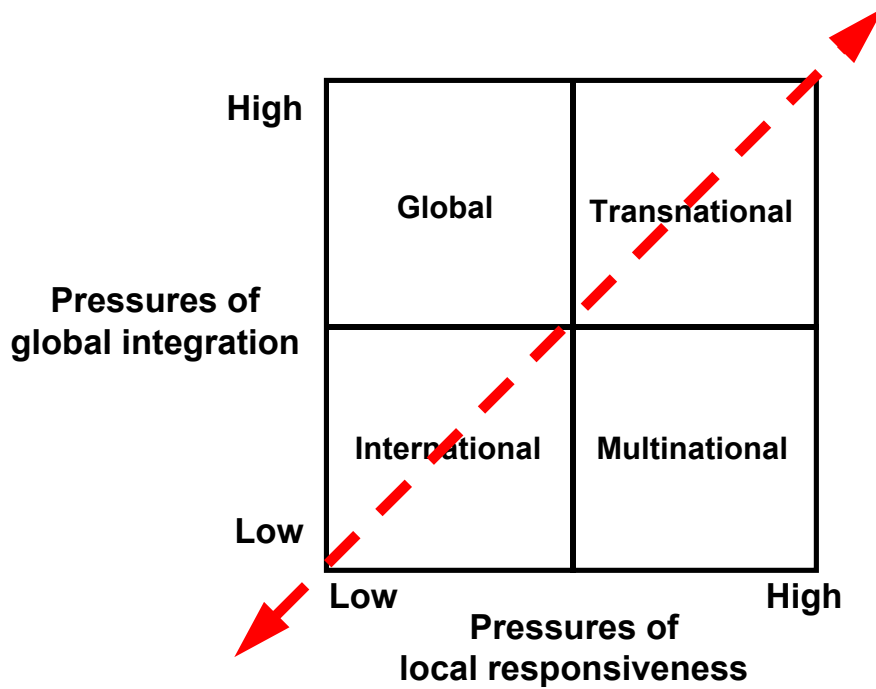 High
Global
Transnational
Pressures of
global integration
International
Multinational
Low
Low
High
Pressures of
local responsiveness